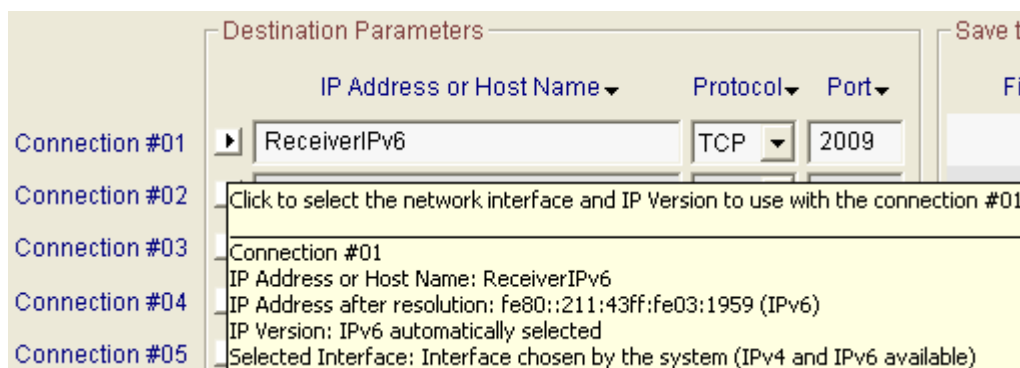 Destination Parameters
Save t
IP Address or Host Name Protocol Port Fi
Connection #01 ReceiverIPv6 TCP 2009
Connection #02
Click to select the network interface and IP Version to use with the connection #01
Connection #03
Connection #01
IP Address or Host Name: ReceiverIPv6
Connection #04
IP Address after resolution: fe80::211:43ff:fe03:1959 (IPv6)
IP Version: IPv6 automatically selected
Connection #05
Selected Interface: Interface chosen by the system (IPv4 and IPv6 available)